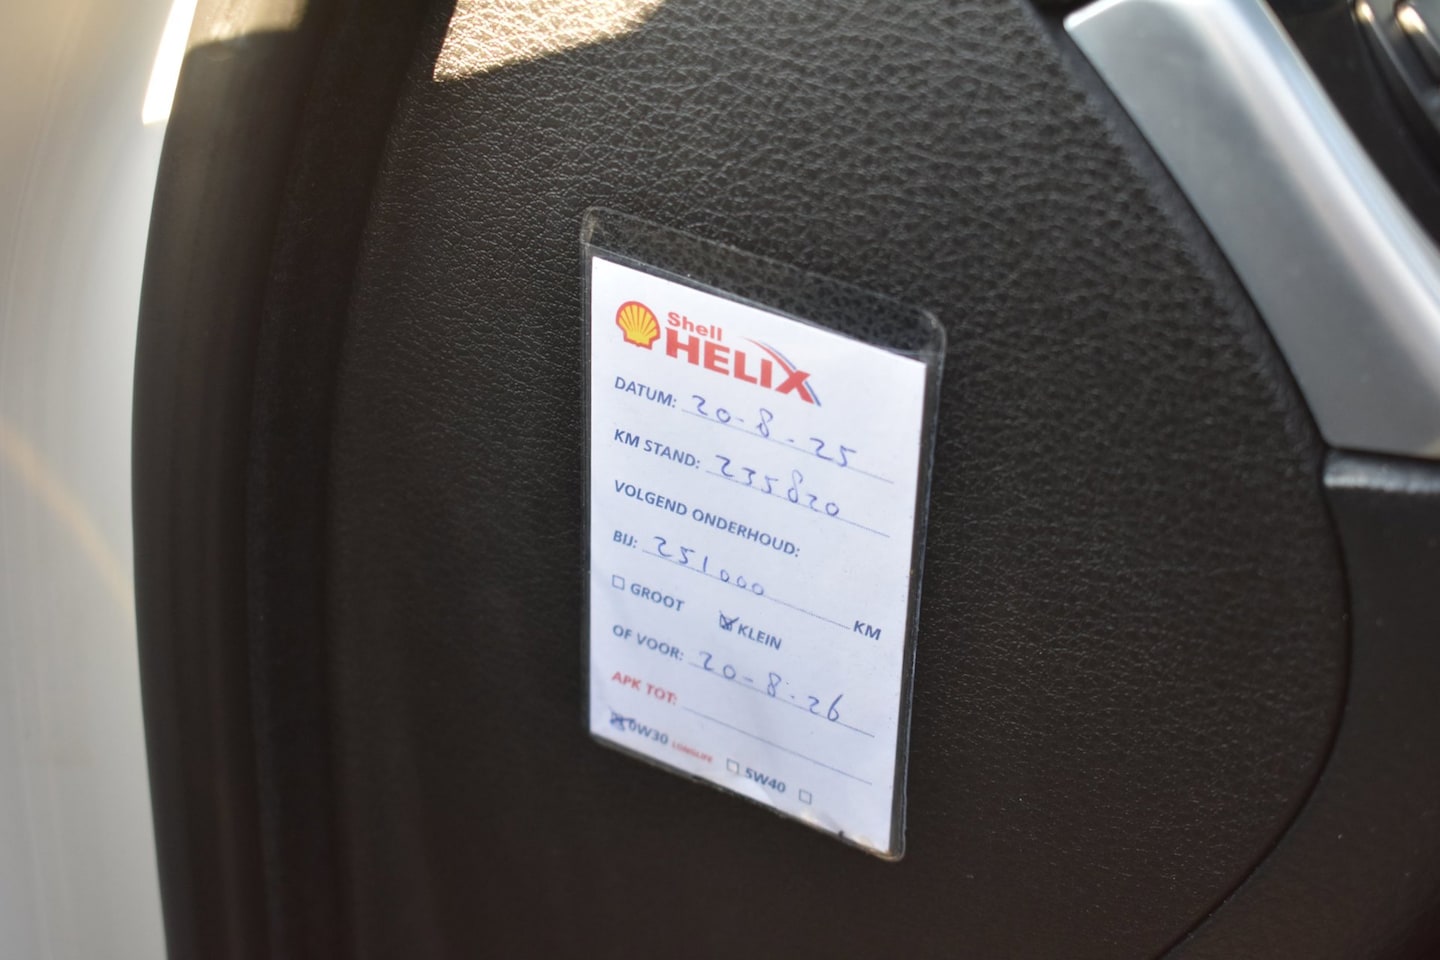 Shell
HELIX
DATUM: 20-8-25
KM STAND: 235820
VOLGEND ONDERHOUD:
BIJ: 251000 KM
GROOT KLEIN
OF VOOR: 20-8-26
APK TOT:
0W30 LONGLIFE 5W40